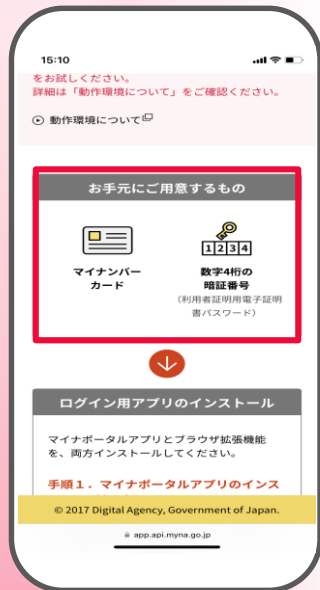 15:10
をお試しください。
詳細は「動作環境について」をご確認ください。
動作環境について
お手元にご用意するもの
1234
マイナンバー
カード
数字4桁の
暗証番号
(利用者証明用電子証明
書パスワード)
ログイン用アプリのインストール
マイナポータルアプリとブラウザ拡張機能
を、両方インストールしてください。
手順1．マイナポータルアプリのインス
© 2017 Digital Agency, Government of Japan.
app.api.myna.go.jp